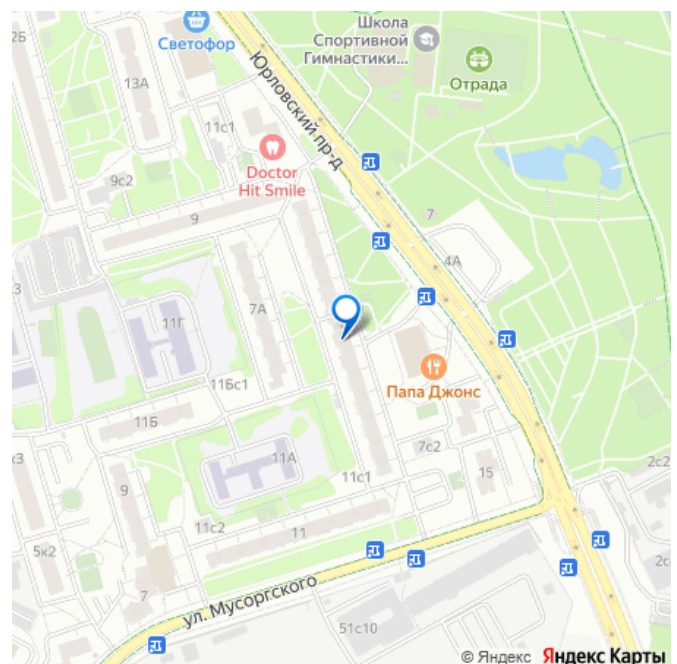 2Б
Светофор
Школа
Спортивной
Гимнастики...
Отрада
13А
Юрловский пр-д
11с1
Doctor
Hit Smile
9с2
9
7
4А
3
7А
11Г
Папа Джонс
11Бс1
11Б
7с2
к3
11А
11с1
15
2с2
9
11с2
11
5к2
ул. Мусоргского
7
51с10
2с
© Яндекс Яндекс Карты